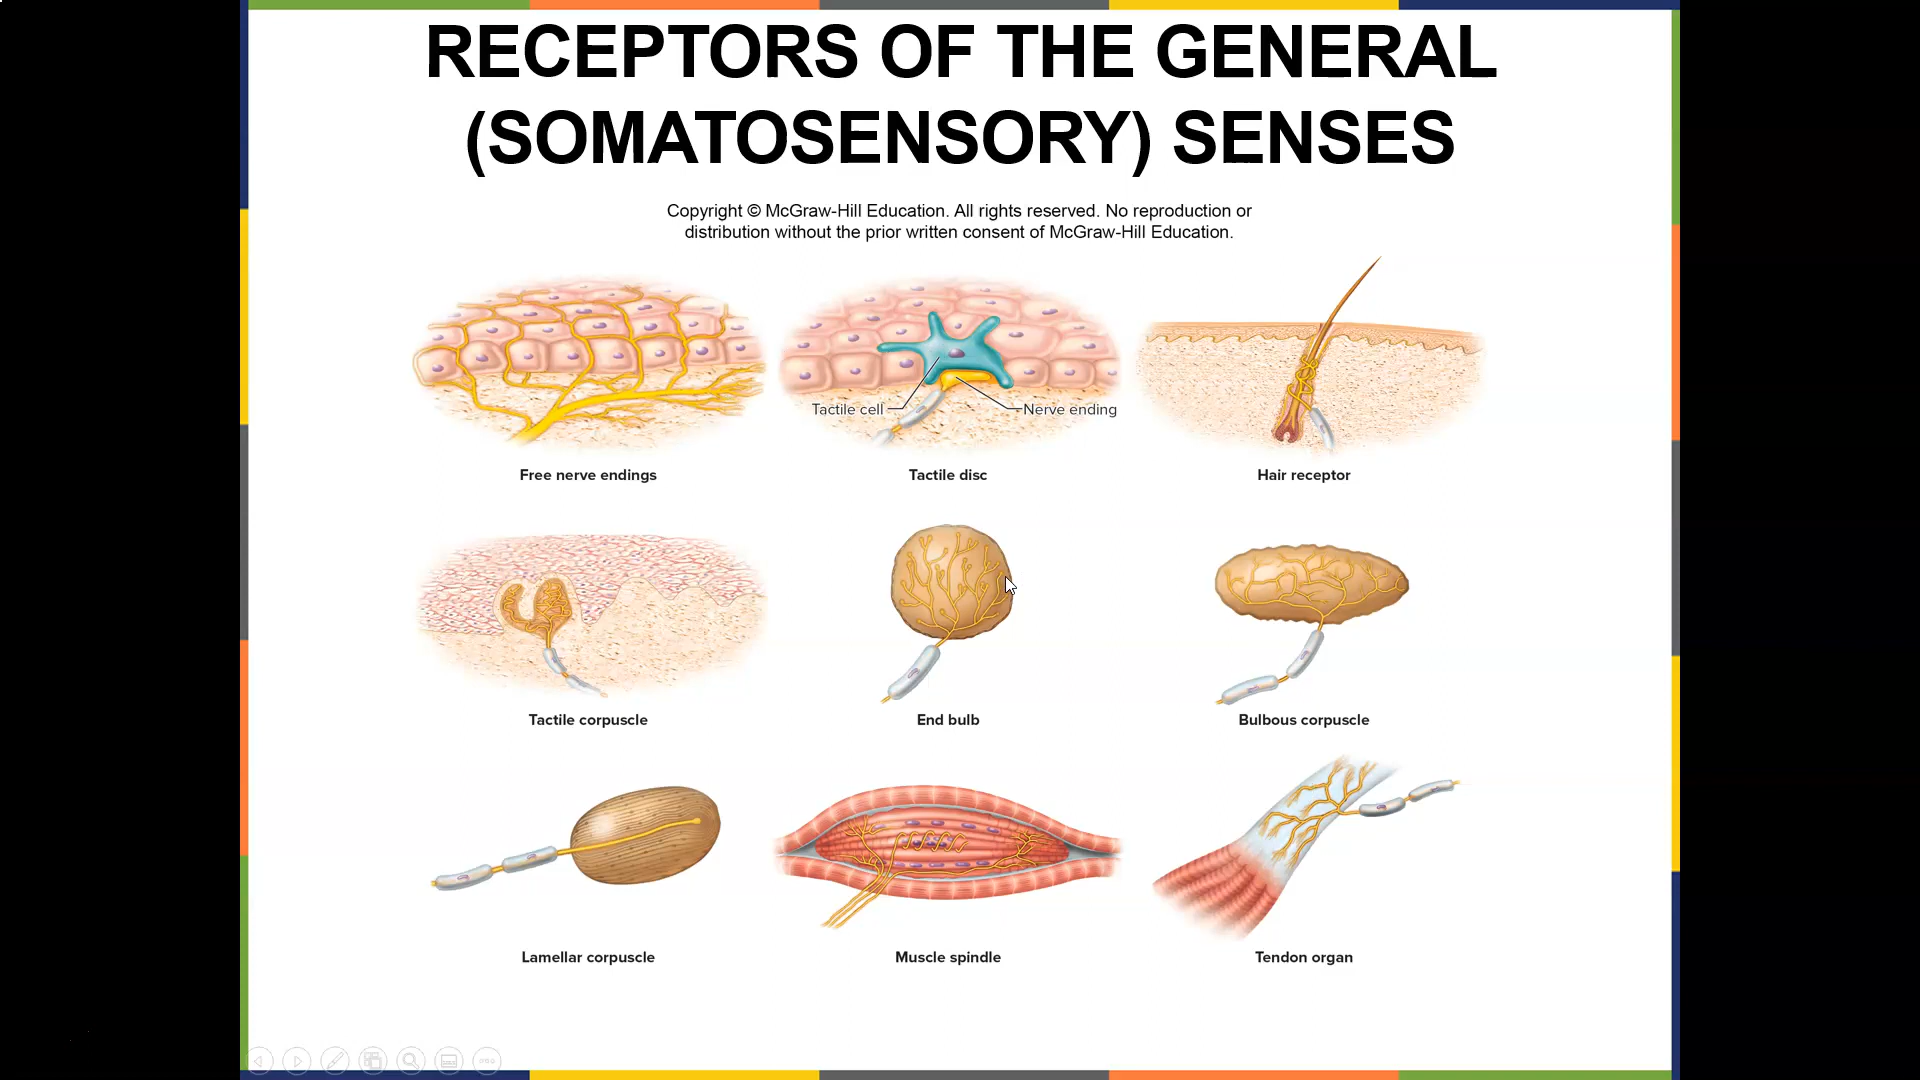 RECEPTORS OF THE GENERAL
(SOMATOSENSORY) SENSES
Copyright © McGraw-Hill Education. All rights reserved. No reproduction or
distribution without the prior written consent of McGraw-Hill Education.
Tactile cell
Nerve ending
Free nerve endings
Tactile disc
Hair receptor
Tactile corpuscle
End bulb
Bulbous corpuscle
Lamellar corpuscle
Muscle spindle
Tendon organ